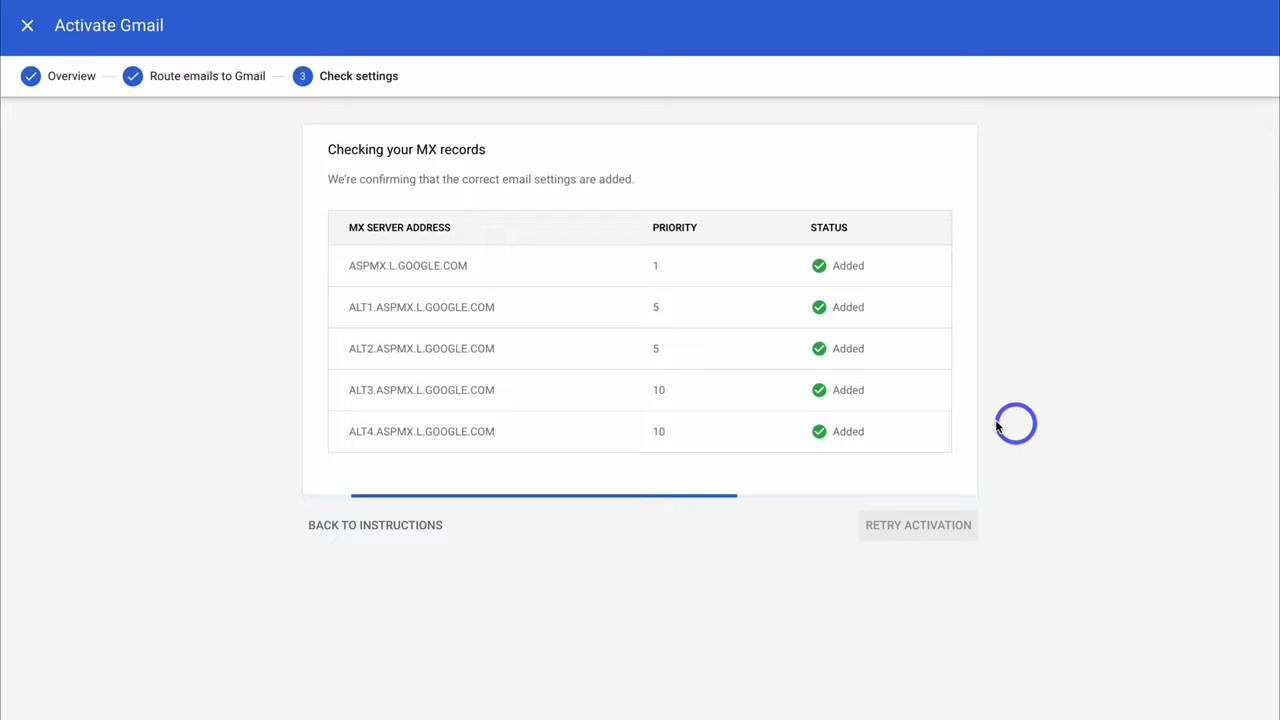 Activate Gmail
Overview
Route emails to Gmail
3 Check settings
Checking your MX records
We're confirming that the correct email settings are added.
MX SERVER ADDRESS PRIORITY STATUS
ASPMX.L.GOOGLE.COM 1 Added
ALT1.ASPMX.L.GOOGLE.COM 5 Added
ALT2.ASPMX.L.GOOGLE.COM 5 Added
ALT3.ASPMX.L.GOOGLE.COM 10 Added
ALT4.ASPMX.L.GOOGLE.COM 10 Added
BACK TO INSTRUCTIONS RETRY ACTIVATION